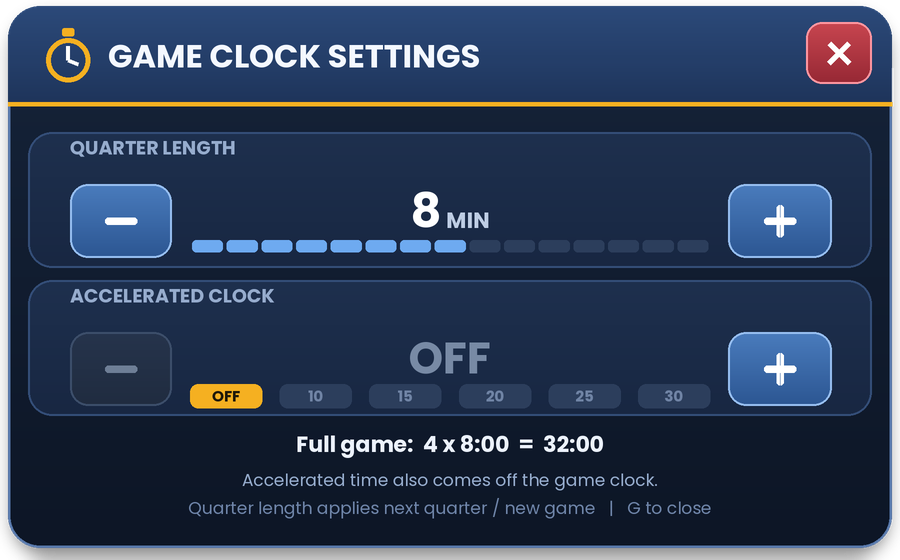 GAME CLOCK SETTINGS
QUARTER LENGTH
8 MIN
ACCELERATED CLOCK
OFF
OFF 10 15 20 25 30
Full game: 4 x 8:00 = 32:00
Accelerated time also comes off the game clock.
Quarter length applies next quarter / new game | G to close